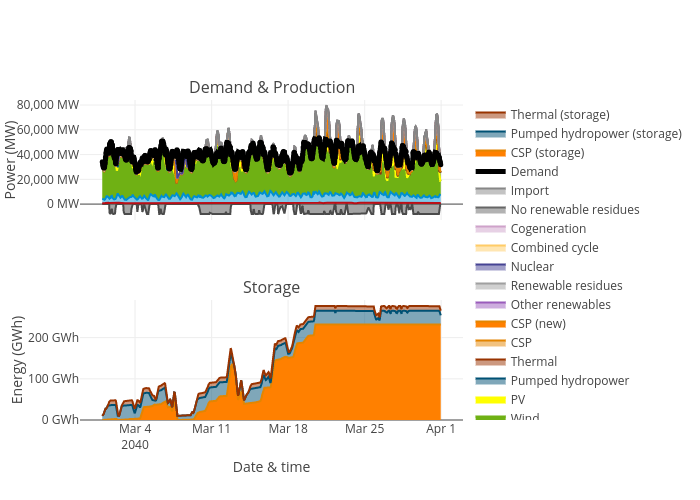 Demand & Production
80,000 MW
60,000 MW
40,000 MW
20,000 MW
0 MW
Power (MW)
Storage
200 GWh
100 GWh
0 GWh
Energy (GWh)
Mar 4
2040
Mar 11
Mar 18
Mar 25
Apr 1
Date & time
Thermal (storage)
Pumped hydropower (storage)
CSP (storage)
Demand
Import
No renewable residues
Cogeneration
Combined cycle
Nuclear
Renewable residues
Other renewables
CSP (new)
CSP
Thermal
Pumped hydropower
PV
Wind